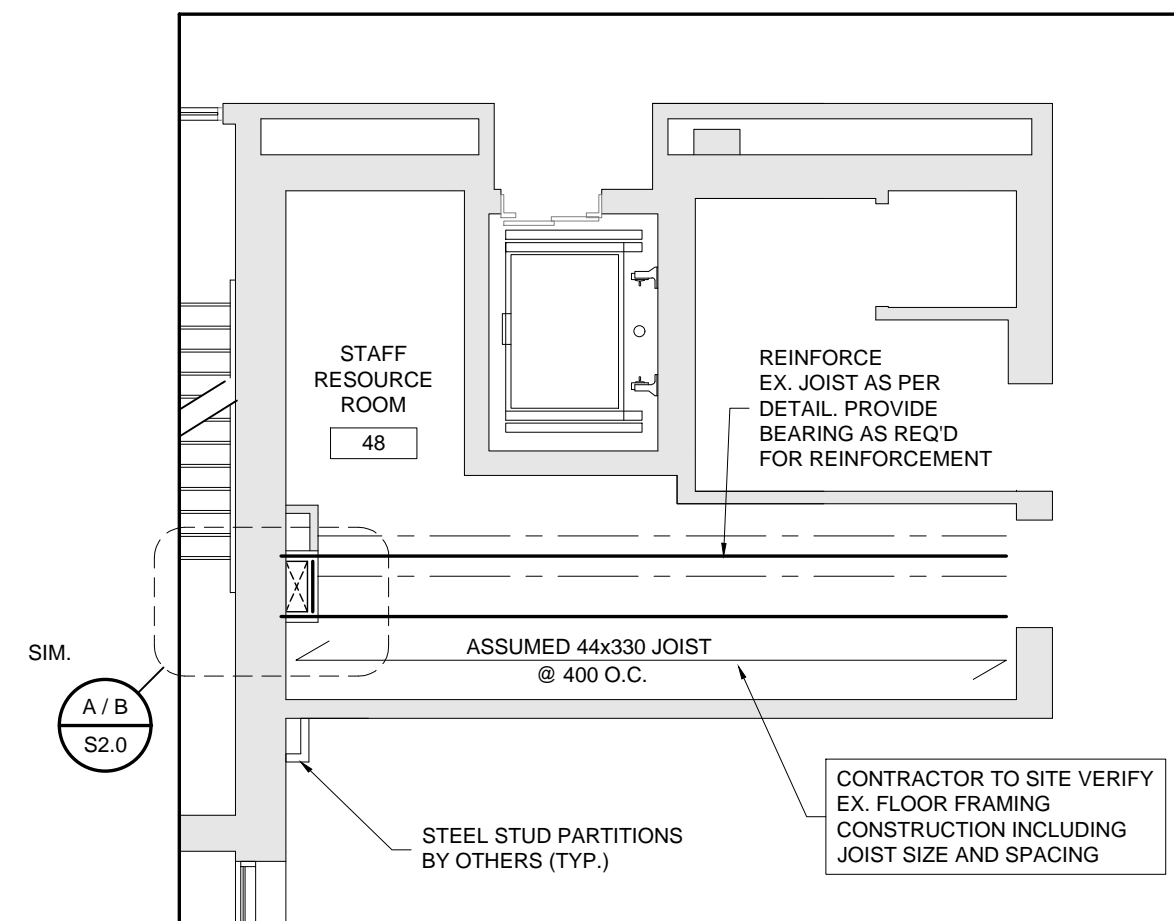 STAFF
RESOURCE
ROOM
48
REINFORCE
EX. JOIST AS PER
DETAIL. PROVIDE
BEARING AS REQ'D
FOR REINFORCEMENT
SIM.
A / B
S2.0
ASSUMED 44x330 JOIST
@ 400 O.C.
STEEL STUD PARTITIONS
BY OTHERS (TYP.)
CONTRACTOR TO SITE VERIFY
EX. FLOOR FRAMING
CONSTRUCTION INCLUDING
JOIST SIZE AND SPACING